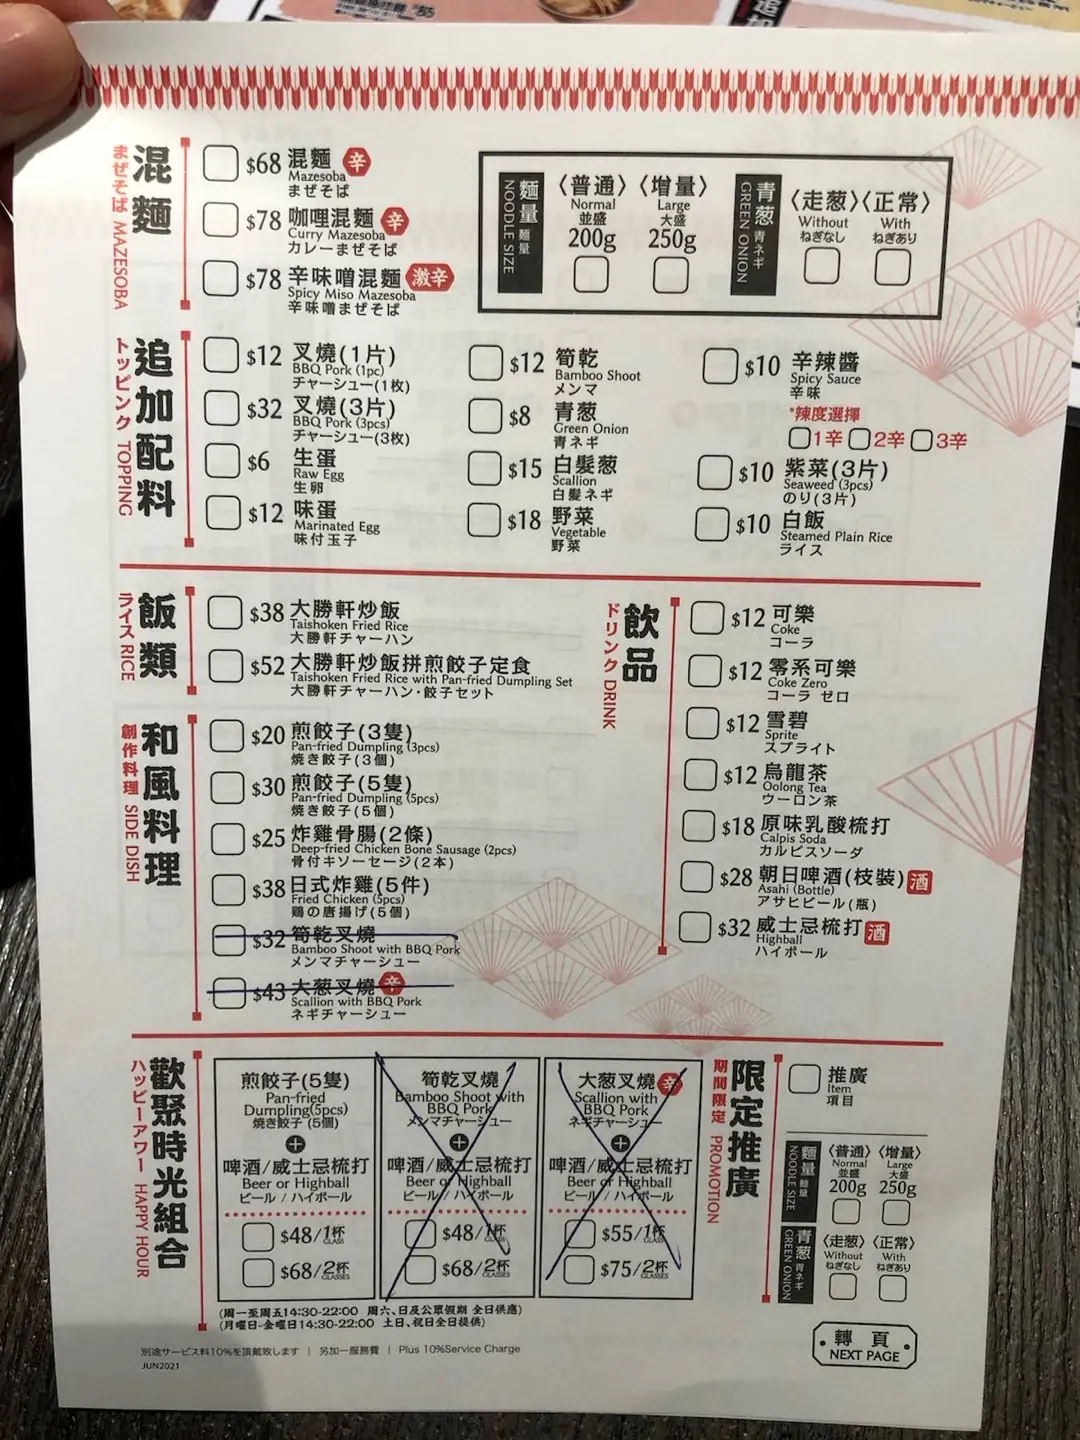 混麵
まぜそば MAZESOBA
$68 混麵 辛
Mazesoba
まぜそば
$78 咖哩混麵 辛
Curry Mazesoba
カレーまぜそば
$78 辛味噌混麵 激辛
Spicy Miso Mazesoba
辛味噌まぜそば
麵量 麺量
NOODLE SIZE
〈普通〉〈增量〉
Normal Large
並盛 大盛
200g 250g
青葱 青ネギ
GREEN ONION
〈走葱〉〈正常〉
Without With
ねぎなし ねぎあり
追加配料
トッピング TOPPING
$12 叉燒(1片)
BBQ Pork (1pc)
チャーシュー(1枚)
$32 叉燒(3片)
BBQ Pork (3pcs)
チャーシュー(3枚)
$6 生蛋
Raw Egg
生卵
$12 味蛋
Marinated Egg
味付玉子
$12 筍乾
Bamboo Shoot
メンマ
$8 青葱
Green Onion
青ネギ
$15 白髮葱
Scallion
白髪ネギ
$18 野菜
Vegetable
野菜
$10 辛辣醬
Spicy Sauce
辛味
*辣度選擇
1辛 2辛 3辛
$10 紫菜(3片)
Seaweed (3pcs)
のり(3片)
$10 白飯
Steamed Plain Rice
ライス
飯類
ライス RICE
$38 大勝軒炒飯
Taishoken Fried Rice
大勝軒チャーハン
$52 大勝軒炒飯拼煎餃子定食
Taishoken Fried Rice with Pan-fried Dumpling Set
大勝軒チャーハン・餃子セット
和風料理
創作料理 SIDE DISH
$20 煎餃子(3隻)
Pan-fried Dumpling (3pcs)
焼き餃子(3個)
$30 煎餃子(5隻)
Pan-fried Dumpling (5pcs)
焼き餃子(5個)
$25 炸雞骨腸(2條)
Deep-fried Chicken Bone Sausage (2pcs)
骨付キソーセージ(2本)
$38 日式炸雞(5件)
Fried Chicken (5pcs)
鶏の唐揚げ(5個)
$32 筍乾叉燒
Bamboo Shoot with BBQ Pork
メンマチャーシュー
$43 大葱叉燒 辛
Scallion with BBQ Pork
ネギチャーシュー
飲品
ドリンク DRINK
$12 可樂
Coke
コーラ
$12 零系可樂
Coke Zero
コーラ ゼロ
$12 雪碧
Sprite
スプライト
$12 烏龍茶
Oolong Tea
ウーロン茶
$18 原味乳酸梳打
Calpis Soda
カルピスソーダ
$28 朝日啤酒(枝裝) 酒
Asahi (Bottle)
アサヒビール(瓶)
$32 威士忌梳打 酒
Highball
ハイボール
歡聚時光組合
ハッピーアワー HAPPY HOUR
煎餃子(5隻)
Pan-fried
Dumpling(5pcs)
焼き餃子(5個)
+
啤酒/威士忌梳打
Beer or Highball
ビール / ハイボール
$48/1杯 GLASS
$68/2杯 GLASSES
筍乾叉燒
Bamboo Shoot with
BBQ Pork
メンマチャーシュー
+
啤酒/威士忌梳打
Beer or Highball
ビール / ハイボール
$48/1杯 GLASS
$68/2杯 GLASSES
大葱叉燒 辛
Scallion with
BBQ Pork
ネギチャーシュー
+
啤酒/威士忌梳打
Beer or Highball
ビール / ハイボール
$55/1杯 GLASS
$75/2杯 GLASSES
(周一至周五14:30-22:00 周六、日及公眾假期 全日供應)
(月曜日-金曜日14:30-22:00 土日、祝日全日提供)
限定推廣
期間限定 PROMOTION
推廣
Item
項目
麵量 麺量
NOODLE SIZE
〈普通〉〈增量〉
Normal Large
並盛 大盛
200g 250g
青葱 青ネギ
GREEN ONION
〈走葱〉〈正常〉
Without With
ねぎなし ねぎあり
別途サービス料10%を頂戴致します | 另加一服務費 | Plus 10%Service Charge
JUN2021
轉頁
NEXT PAGE